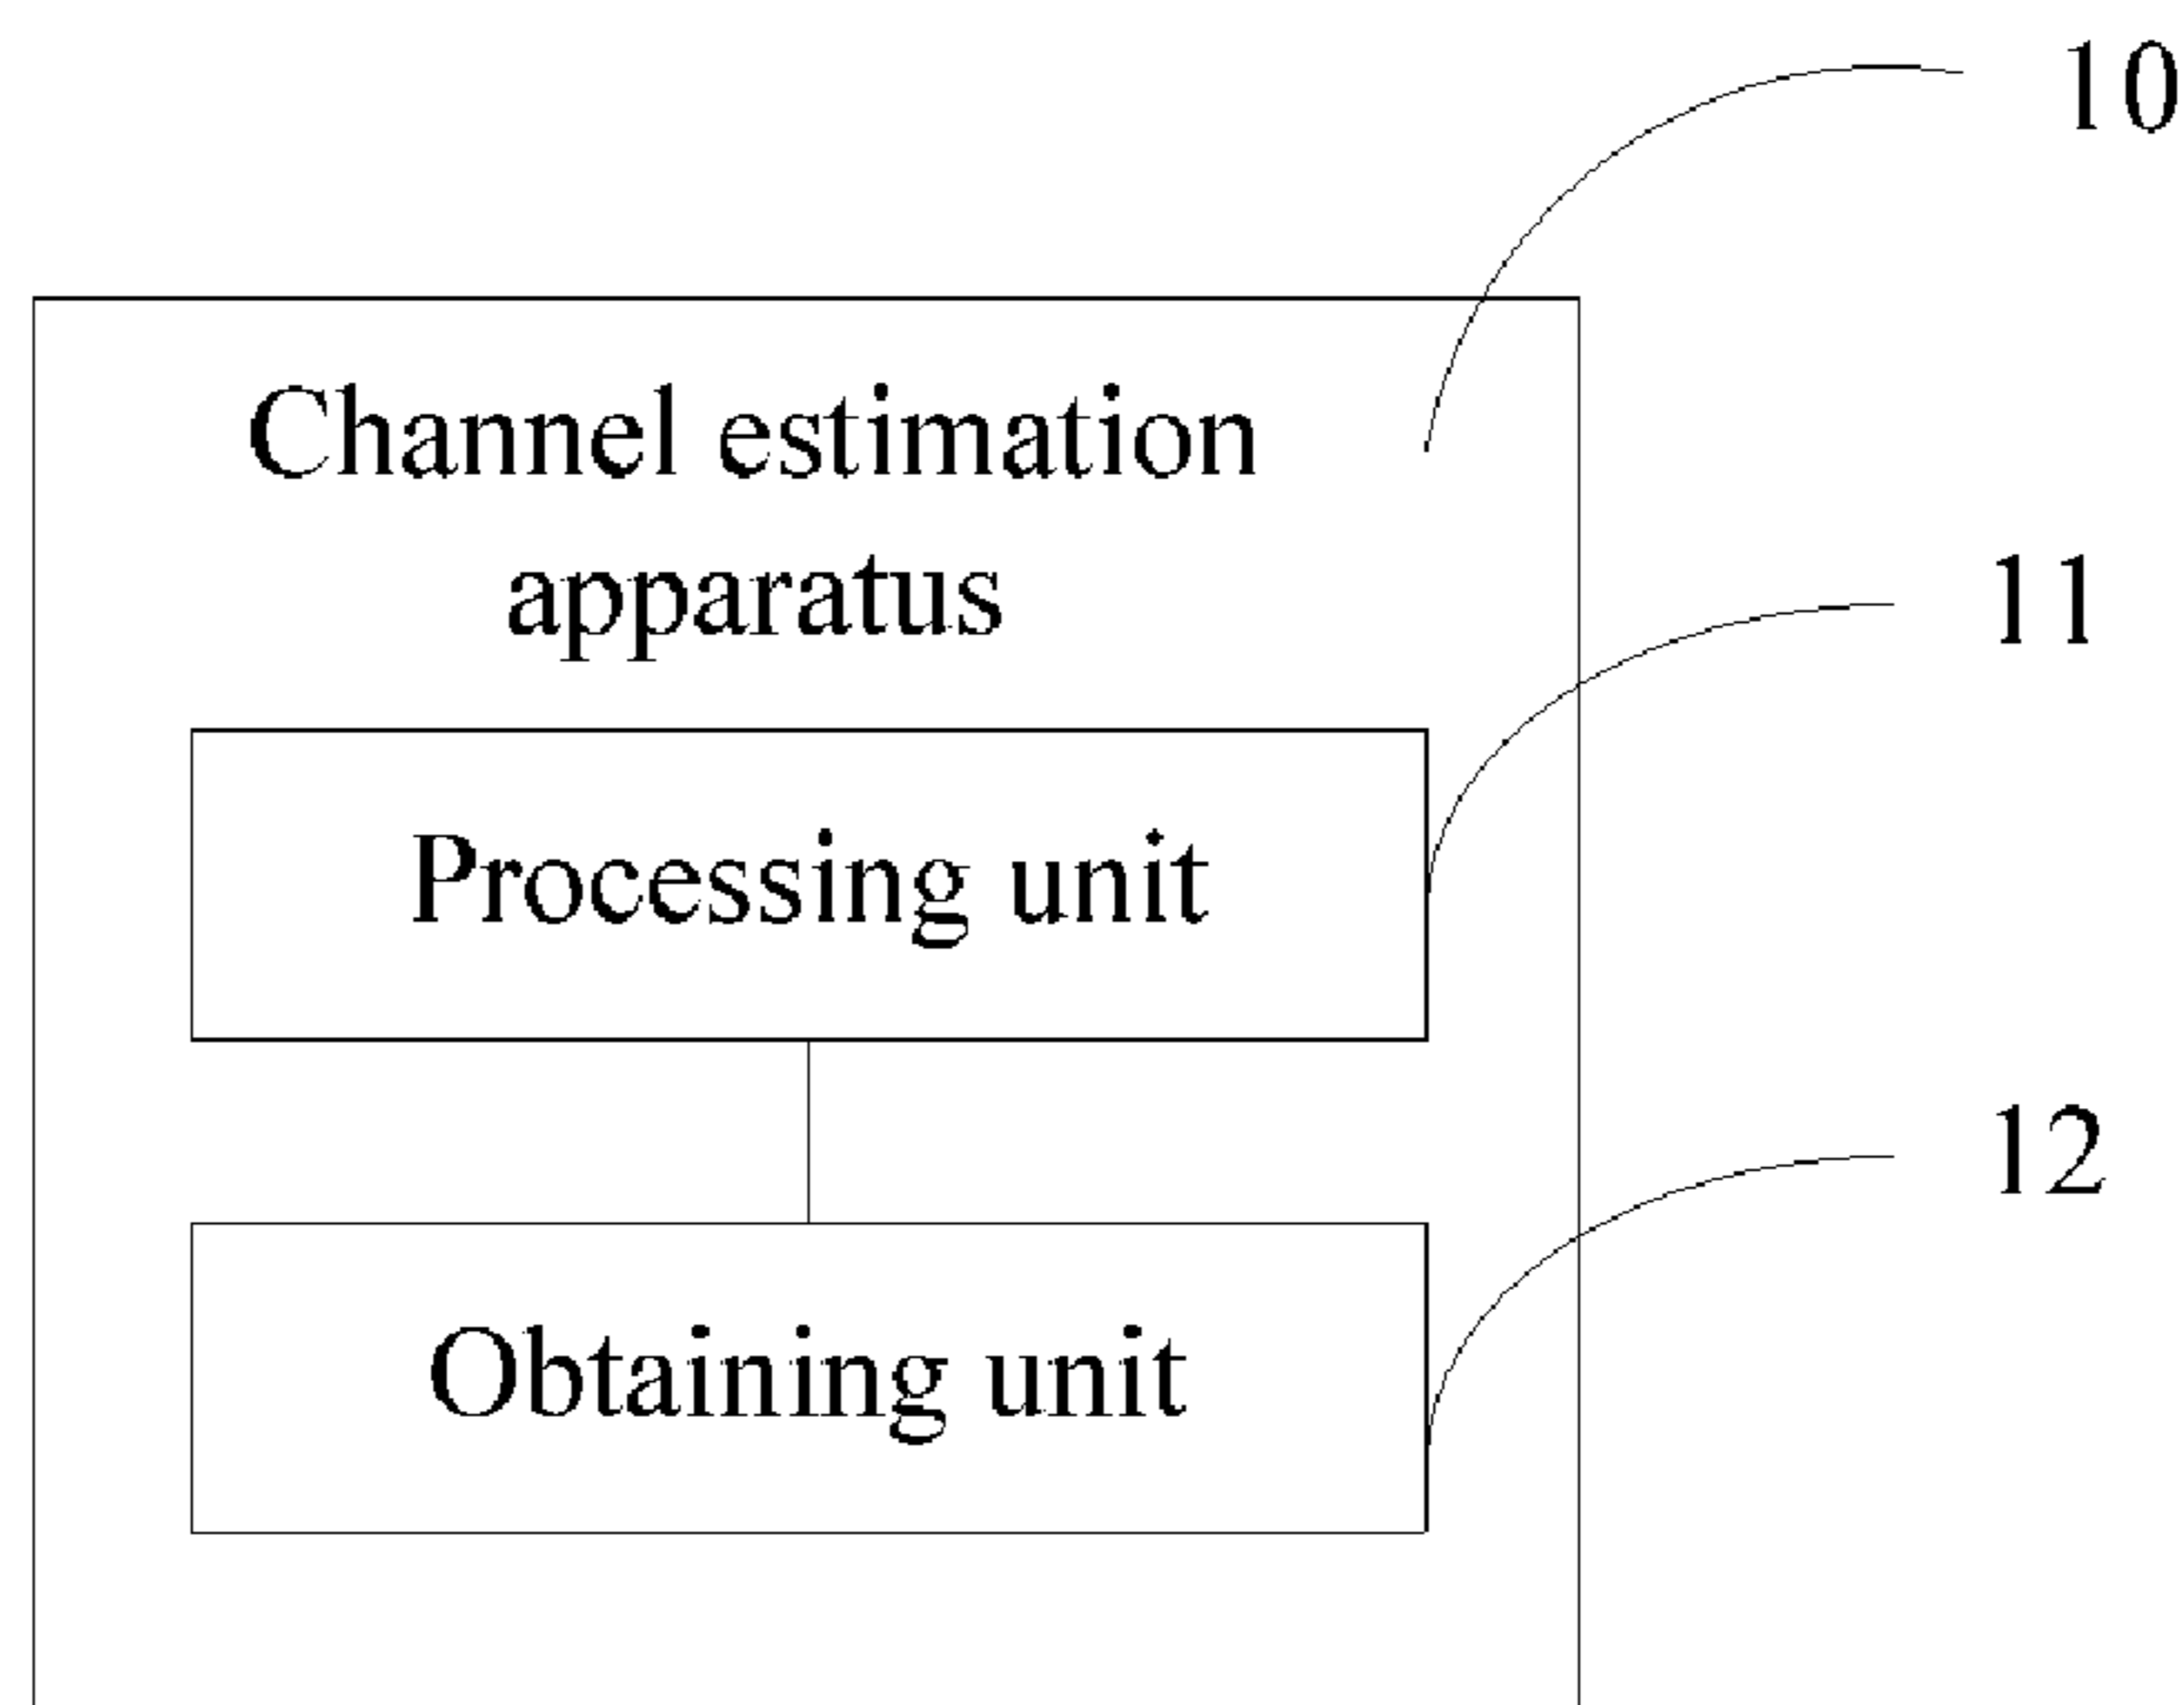 10
Channel estimation
apparatus
11
Processing unit
12
Obtaining unit